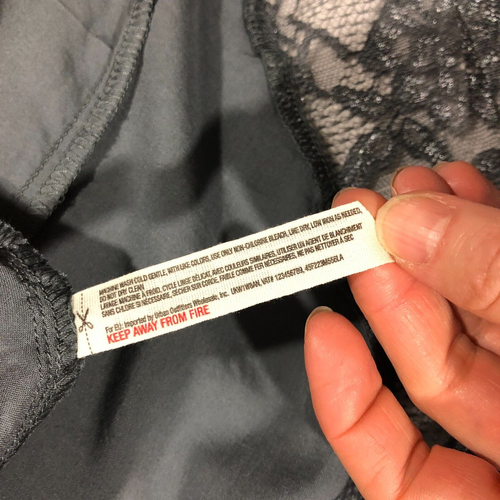 MACHINE WASH COLD GENTLE, WITH LIKE COLORS, USE ONLY NON-CHLORINE BLEACH, LINE DRY, LOW IRON AS NEEDED,
DO NOT DRY CLEAN.
LAVAGE MACHINE À FROID, CYCLE LINGE DÉLICAT, AVEC COULEURS SIMILAIRES, UTILISER UN AGENT DE BLANCHIMENT
SANS CHLORE SI NÉCESSAIRE, SÉCHER SUR CORDE, FAIBLE COMME FER NÉCESSAIRES, NE PAS NETTOYER À SEC
For EU: Imported by Urban Outfitters Wholesale, Inc.
KEEP AWAY FROM FIRE